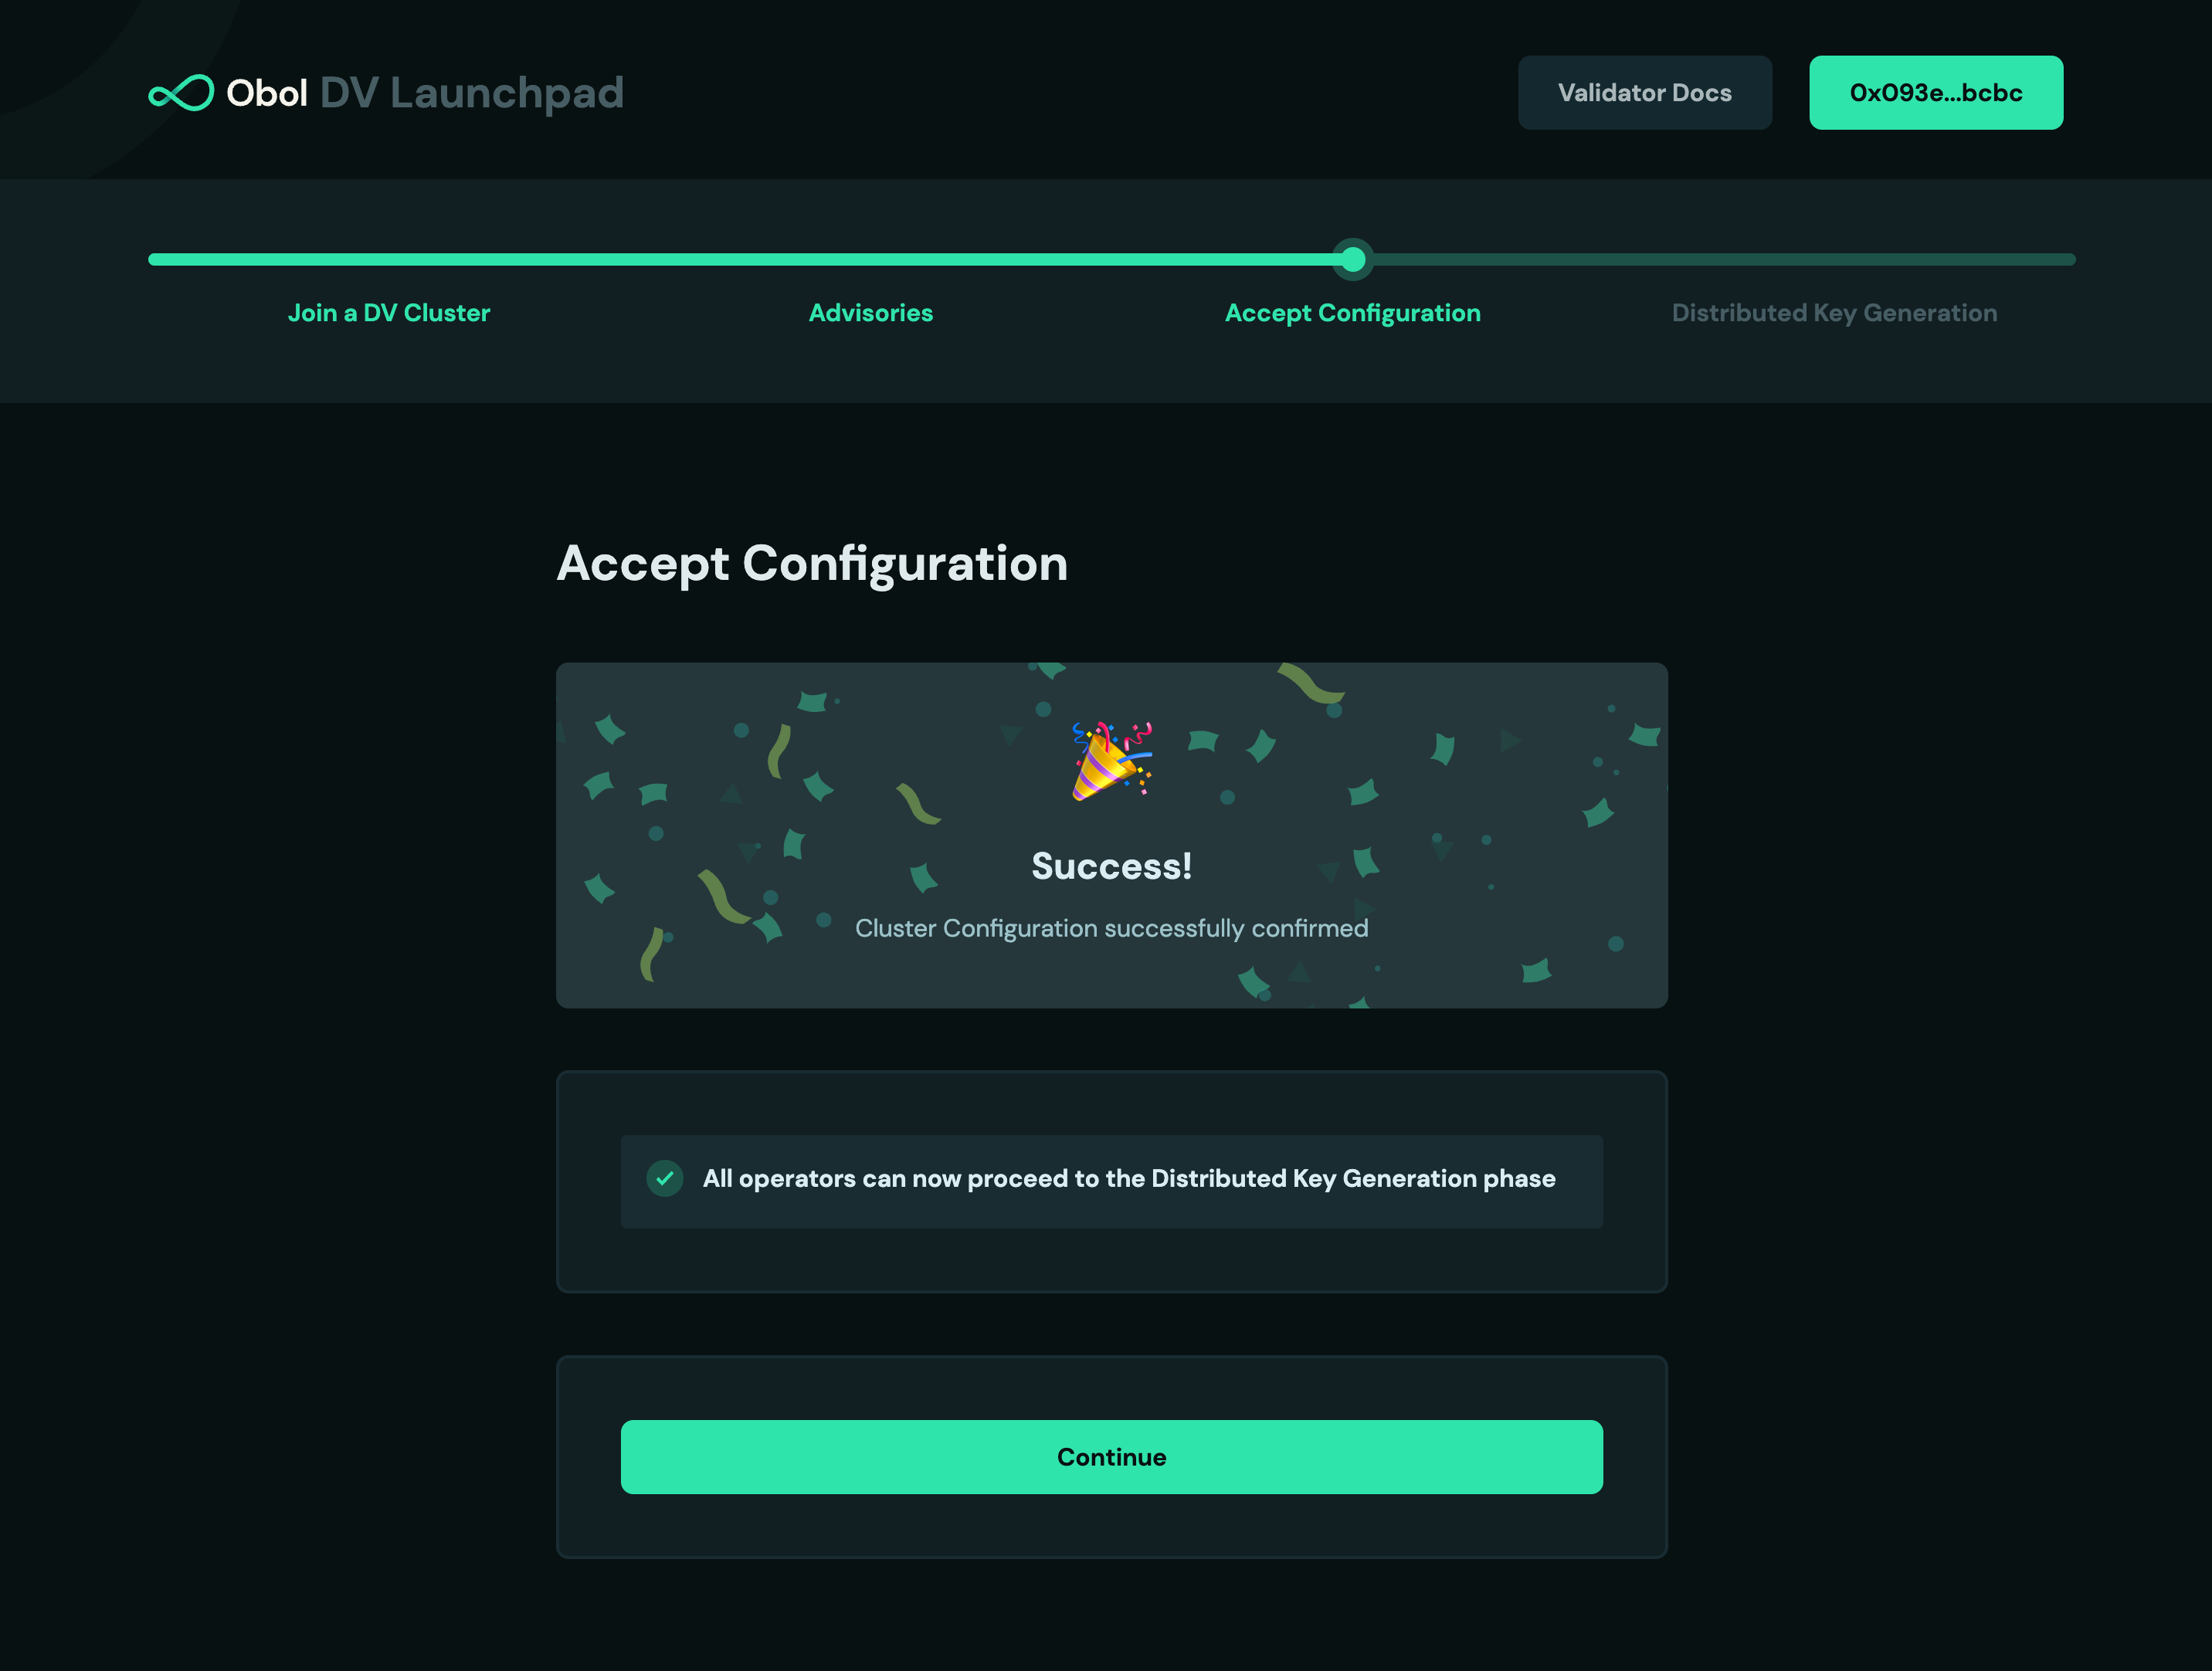 Obol DV Launchpad
Validator Docs
0x093e...bcbc
Join a DV Cluster
Advisories
Accept Configuration
Distributed Key Generation
Accept Configuration
Success!
Cluster Configuration successfully confirmed
All operators can now proceed to the Distributed Key Generation phase
Continue